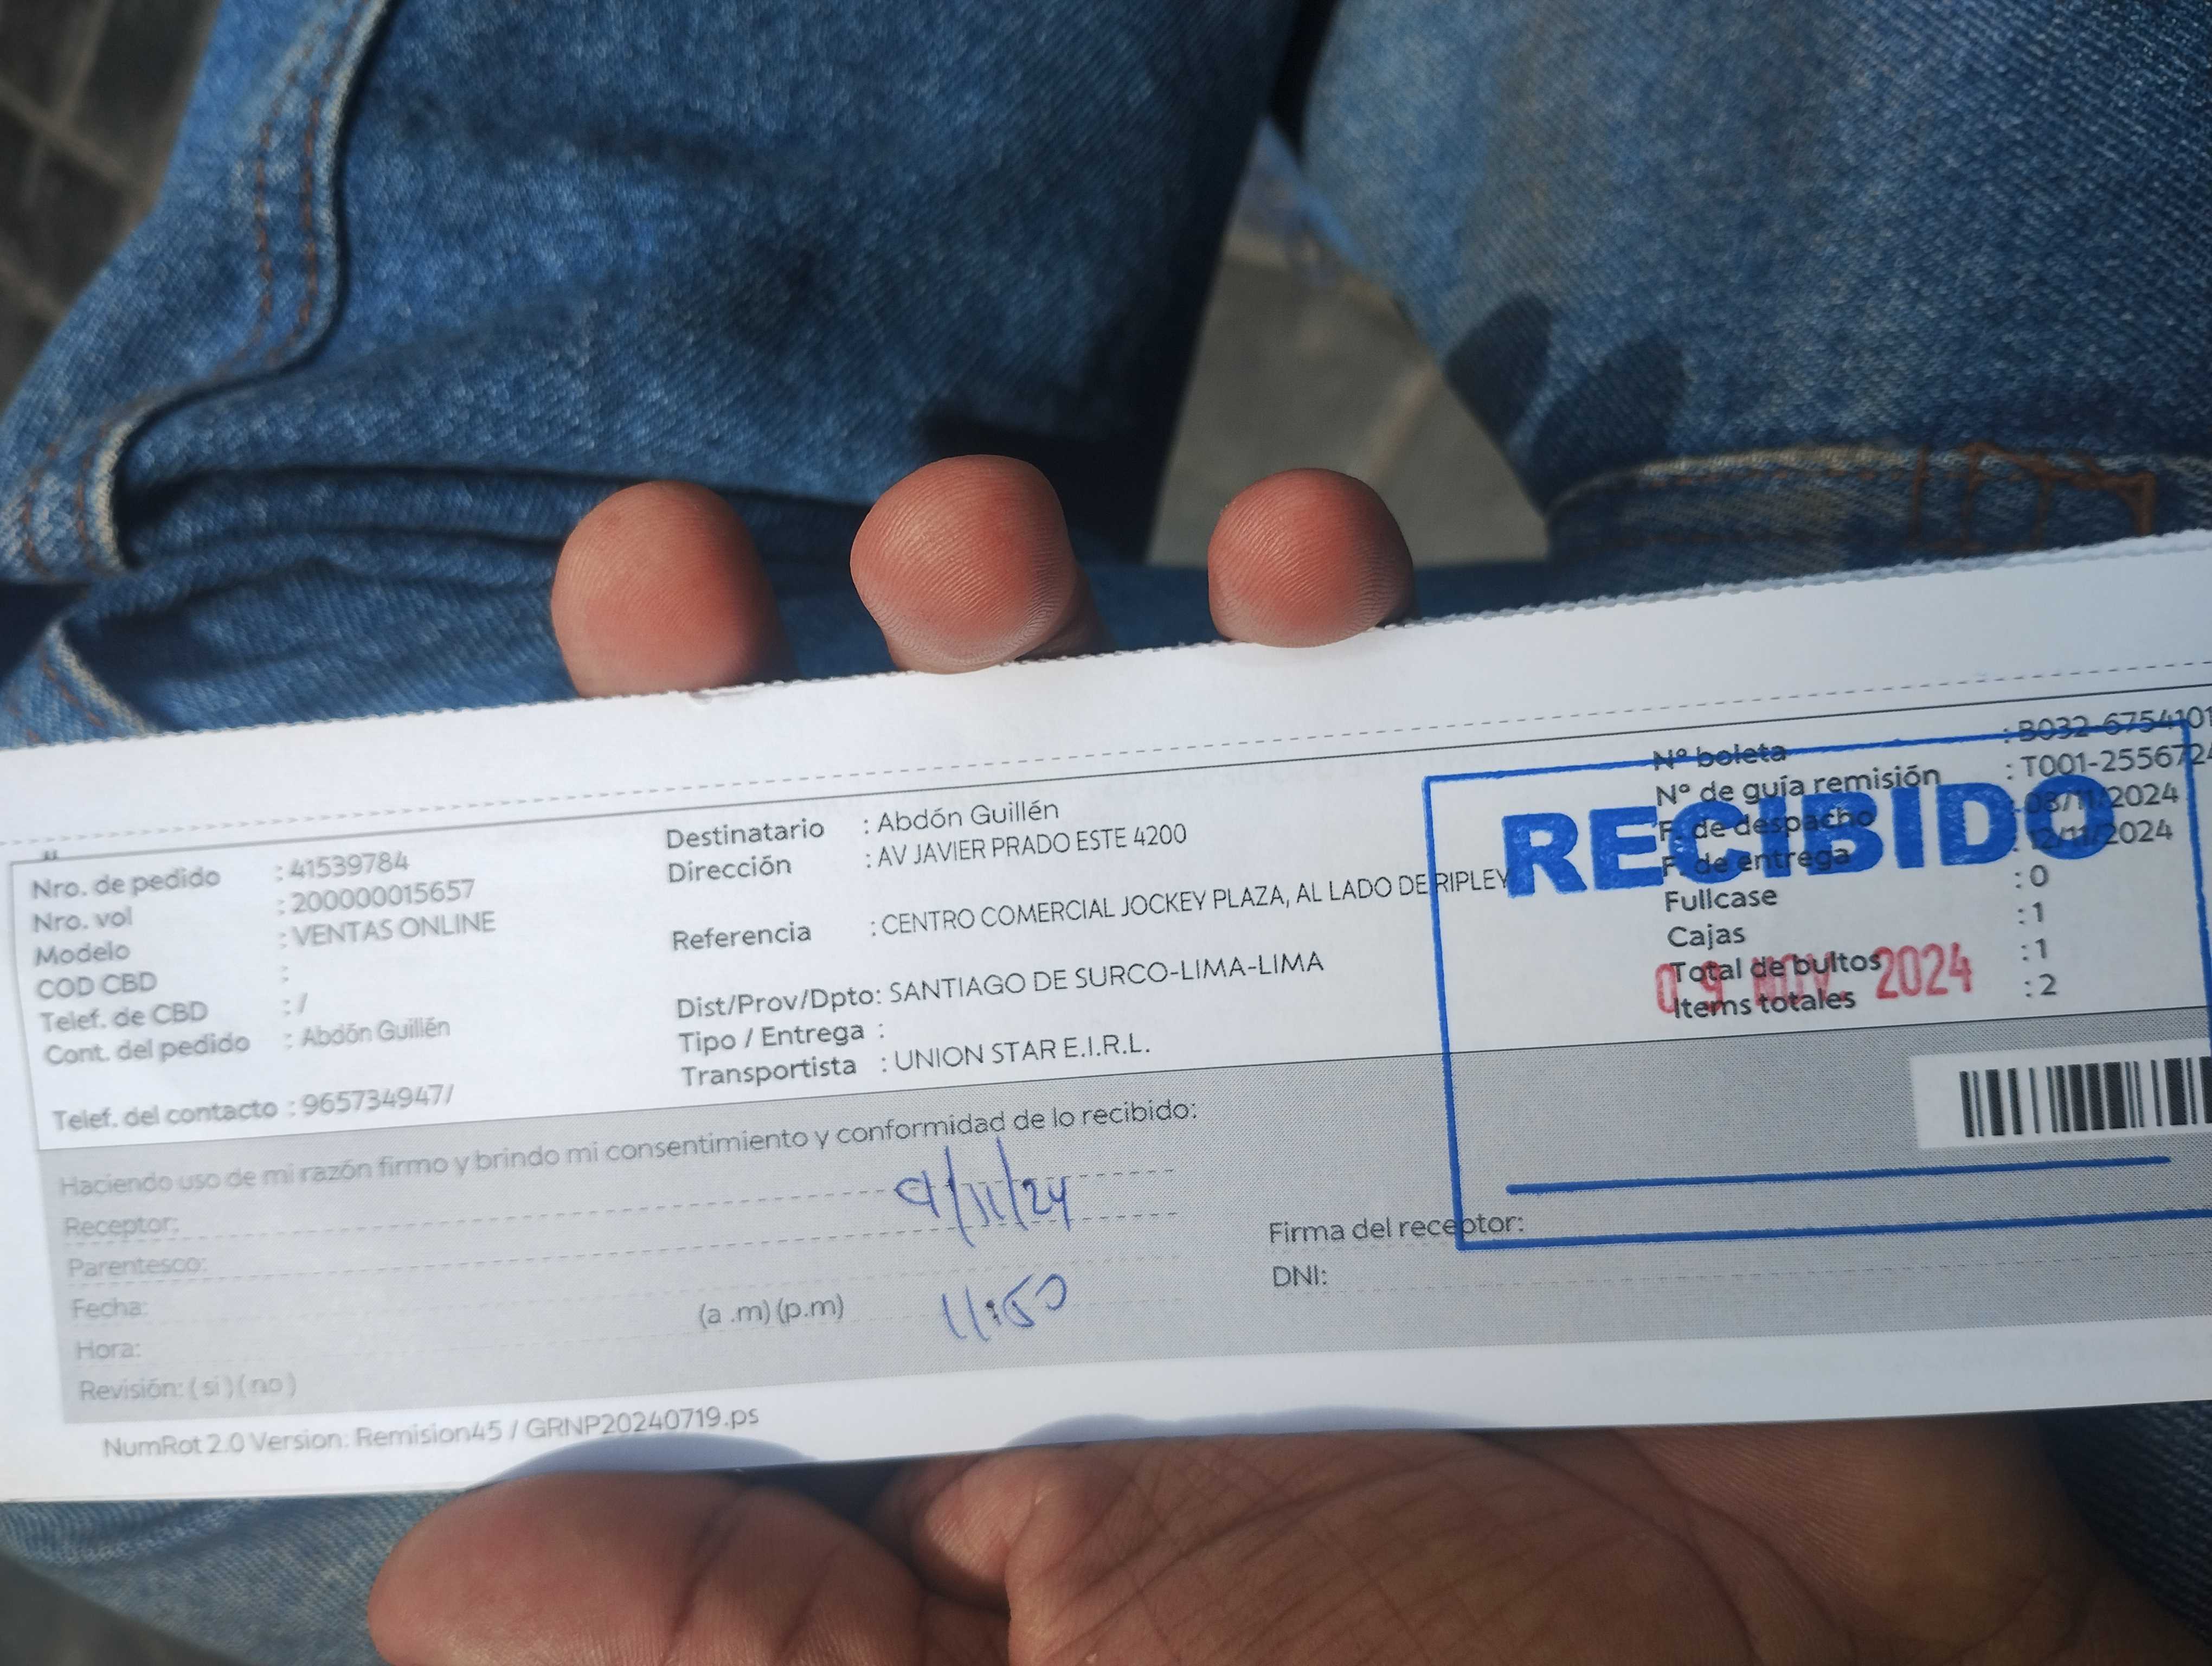 Nro. de pedido : 41539784
Nro. vol : 200000015657
Modelo : VENTAS ONLINE
COD CBD :
Telef. de CBD : /
Cont. del pedido : Abdón Guillén
Telef. del contacto : 965734947/
Destinatario : Abdón Guillén
Dirección : AV JAVIER PRADO ESTE 4200
Referencia : CENTRO COMERCIAL JOCKEY PLAZA, AL LADO DE RIPLEY
Dist/Prov/Dpto: SANTIAGO DE SURCO-LIMA-LIMA
Tipo / Entrega :
Transportista : UNION STAR E.I.R.L.
N° boleta : B032-6754101
N° de guía remisión : T001-255672
F. de despacho : 08/11/2024
F. de entrega : 12/11/2024
Fullcase : 0
Cajas : 1
Total de bultos : 1
Items totales : 2
RECIBIDO
09 NOV. 2024
Haciendo uso de mi razón firmo y brindo mi consentimiento y conformidad de lo recibido:
Receptor:
9/11/24
Parentesco:
Fecha:
Hora: (a .m) (p.m) 11:50
Revisión: ( si ) ( no )
Firma del receptor:
DNI:
NumRot 2.0 Version: Remision45 / GRNP20240719.ps